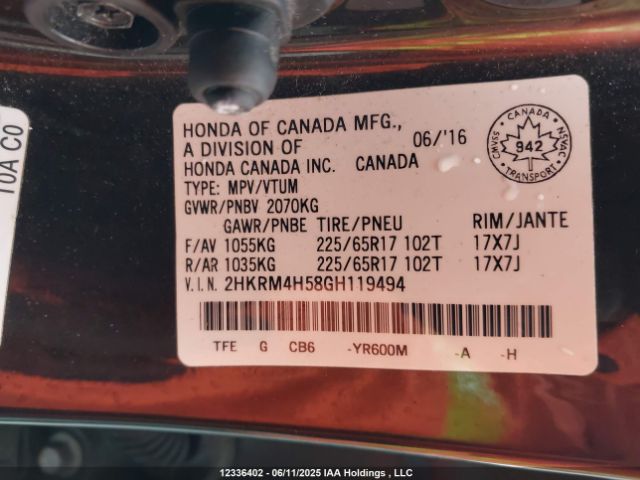 HONDA OF CANADA MFG.,
A DIVISION OF 06/'16
HONDA CANADA INC. CANADA
TYPE: MPV/VTUM
GVWR/PNBV 2070KG
GAWR/PNBE TIRE/PNEU RIM/JANTE
F/AV 1055KG 225/65R17 102T 17X7J
R/AR 1035KG 225/65R17 102T 17X7J
V.I.N. 2HKRM4H58GH119494
TFE G CB6 -YR600M -A -H
CANADA
CMVSS 942 NSVAC
TRANSPORT
10A C0
12336402 - 06/11/2025 IAA Holdings , LLC